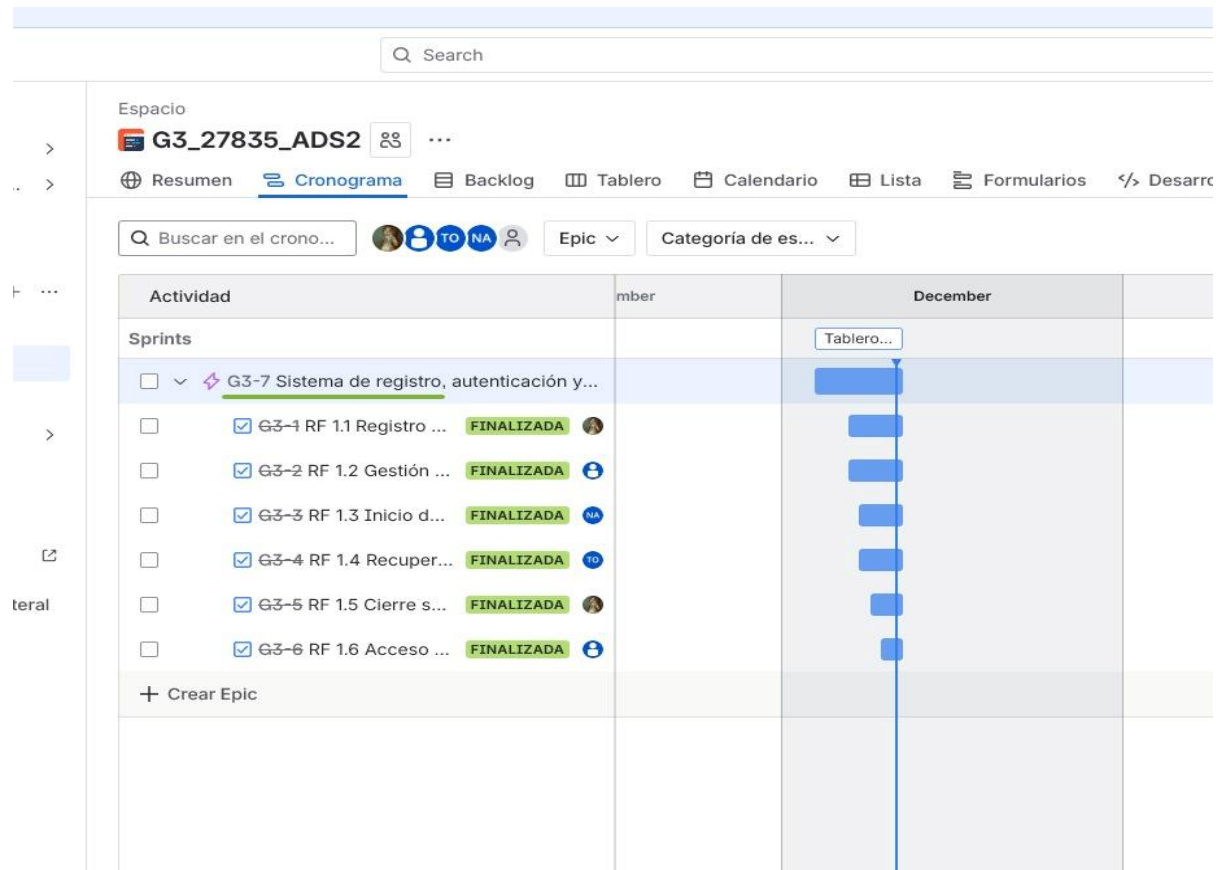 Search
Espacio
G3_27835_ADS2
Resumen Cronograma Backlog Tablero Calendario Lista Formularios Desarro
Buscar en el crono... TO NA Epic Categoría de es...
Actividad mber December
Sprints Tablero...
G3-7 Sistema de registro, autenticación y...
G3-1 RF 1.1 Registro ... FINALIZADA
G3-2 RF 1.2 Gestión ... FINALIZADA
G3-3 RF 1.3 Inicio d... FINALIZADA NA
G3-4 RF 1.4 Recuper... FINALIZADA TO
G3-5 RF 1.5 Cierre s... FINALIZADA
teral
G3-6 RF 1.6 Acceso ... FINALIZADA
+ Crear Epic